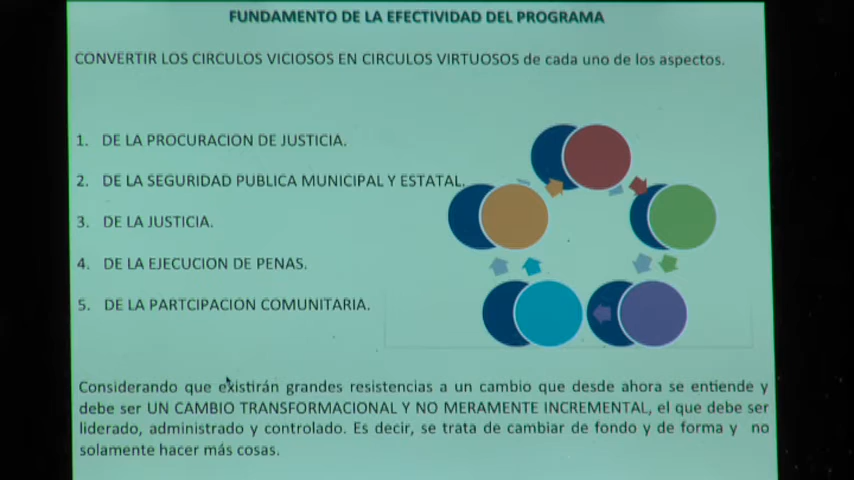 FUNDAMENTO DE LA EFECTIVIDAD DEL PROGRAMA
CONVERTIR LOS CIRCULOS VICIOSOS EN CIRCULOS VIRTUOSOS de cada uno de los aspectos.
1. DE LA PROCURACION DE JUSTICIA.
2. DE LA SEGURIDAD PUBLICA MUNICIPAL Y ESTATAL.
3. DE LA JUSTICIA.
4. DE LA EJECUCION DE PENAS.
5. DE LA PARTCIPACION COMUNITARIA.
Considerando que existirán grandes resistencias a un cambio que desde ahora se entiende y
debe ser UN CAMBIO TRANSFORMACIONAL Y NO MERAMENTE INCREMENTAL, el que debe ser
liderado, administrado y controlado. Es decir, se trata de cambiar de fondo y de forma y no
solamente hacer más cosas.